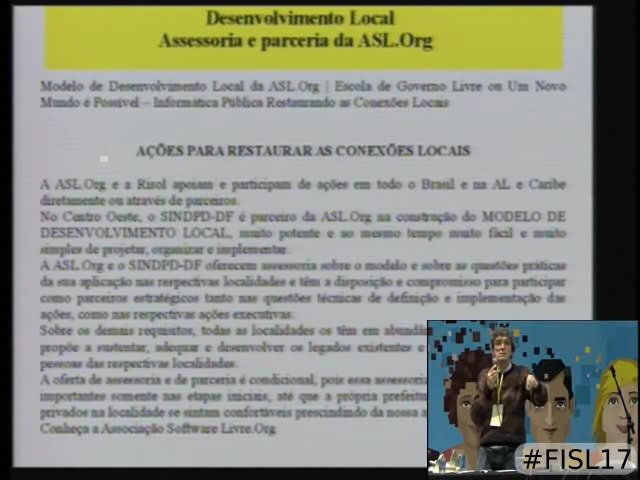 Desenvolvimento Local
Assessoria e parceria da ASL.Org
Modelo de Desenvolvimento Local da ASL.Org | Escola de Governo Livre ou Um Novo
Mundo é Possível – Informática Pública Restaurando as Conexões Locais
AÇÕES PARA RESTAURAR AS CONEXÕES LOCAIS
A ASL.Org e a Risol apoiam e participam de ações em todo o Brasil e na AL e Caribe
diretamente ou através de parceiros.
No Centro Oeste, o SINDPD-DF é parceiro da ASL.Org na construção do MODELO DE
DESENVOLVIMENTO LOCAL, muito potente e ao mesmo tempo muito fácil e muito
simples de projetar, organizar e implementar.
A ASL.Org e o SINDPD-DF oferecem assessoria sobre o modelo e sobre as questões práticas
da sua aplicação nas respectivas localidades e têm a disposição e compromisso para participar
como parceiros estratégicos tanto nas questões técnicas de definição e implementação das
ações, como nas respectivas ações executivas.
Sobre os demais requisitos, todas as localidades os têm em
propõe a sustentar, adequar e desenvolver os legados existentes e
pessoas das respectivas localidades.
A oferta de assessoria e de parceria é condicional, pois essa assessoria
importantes somente nas etapas iniciais, até que a própria
privados na localidade se sintam confortáveis prescindindo da nossa
Conheça a Associação Software Livre.Org
#FISL17